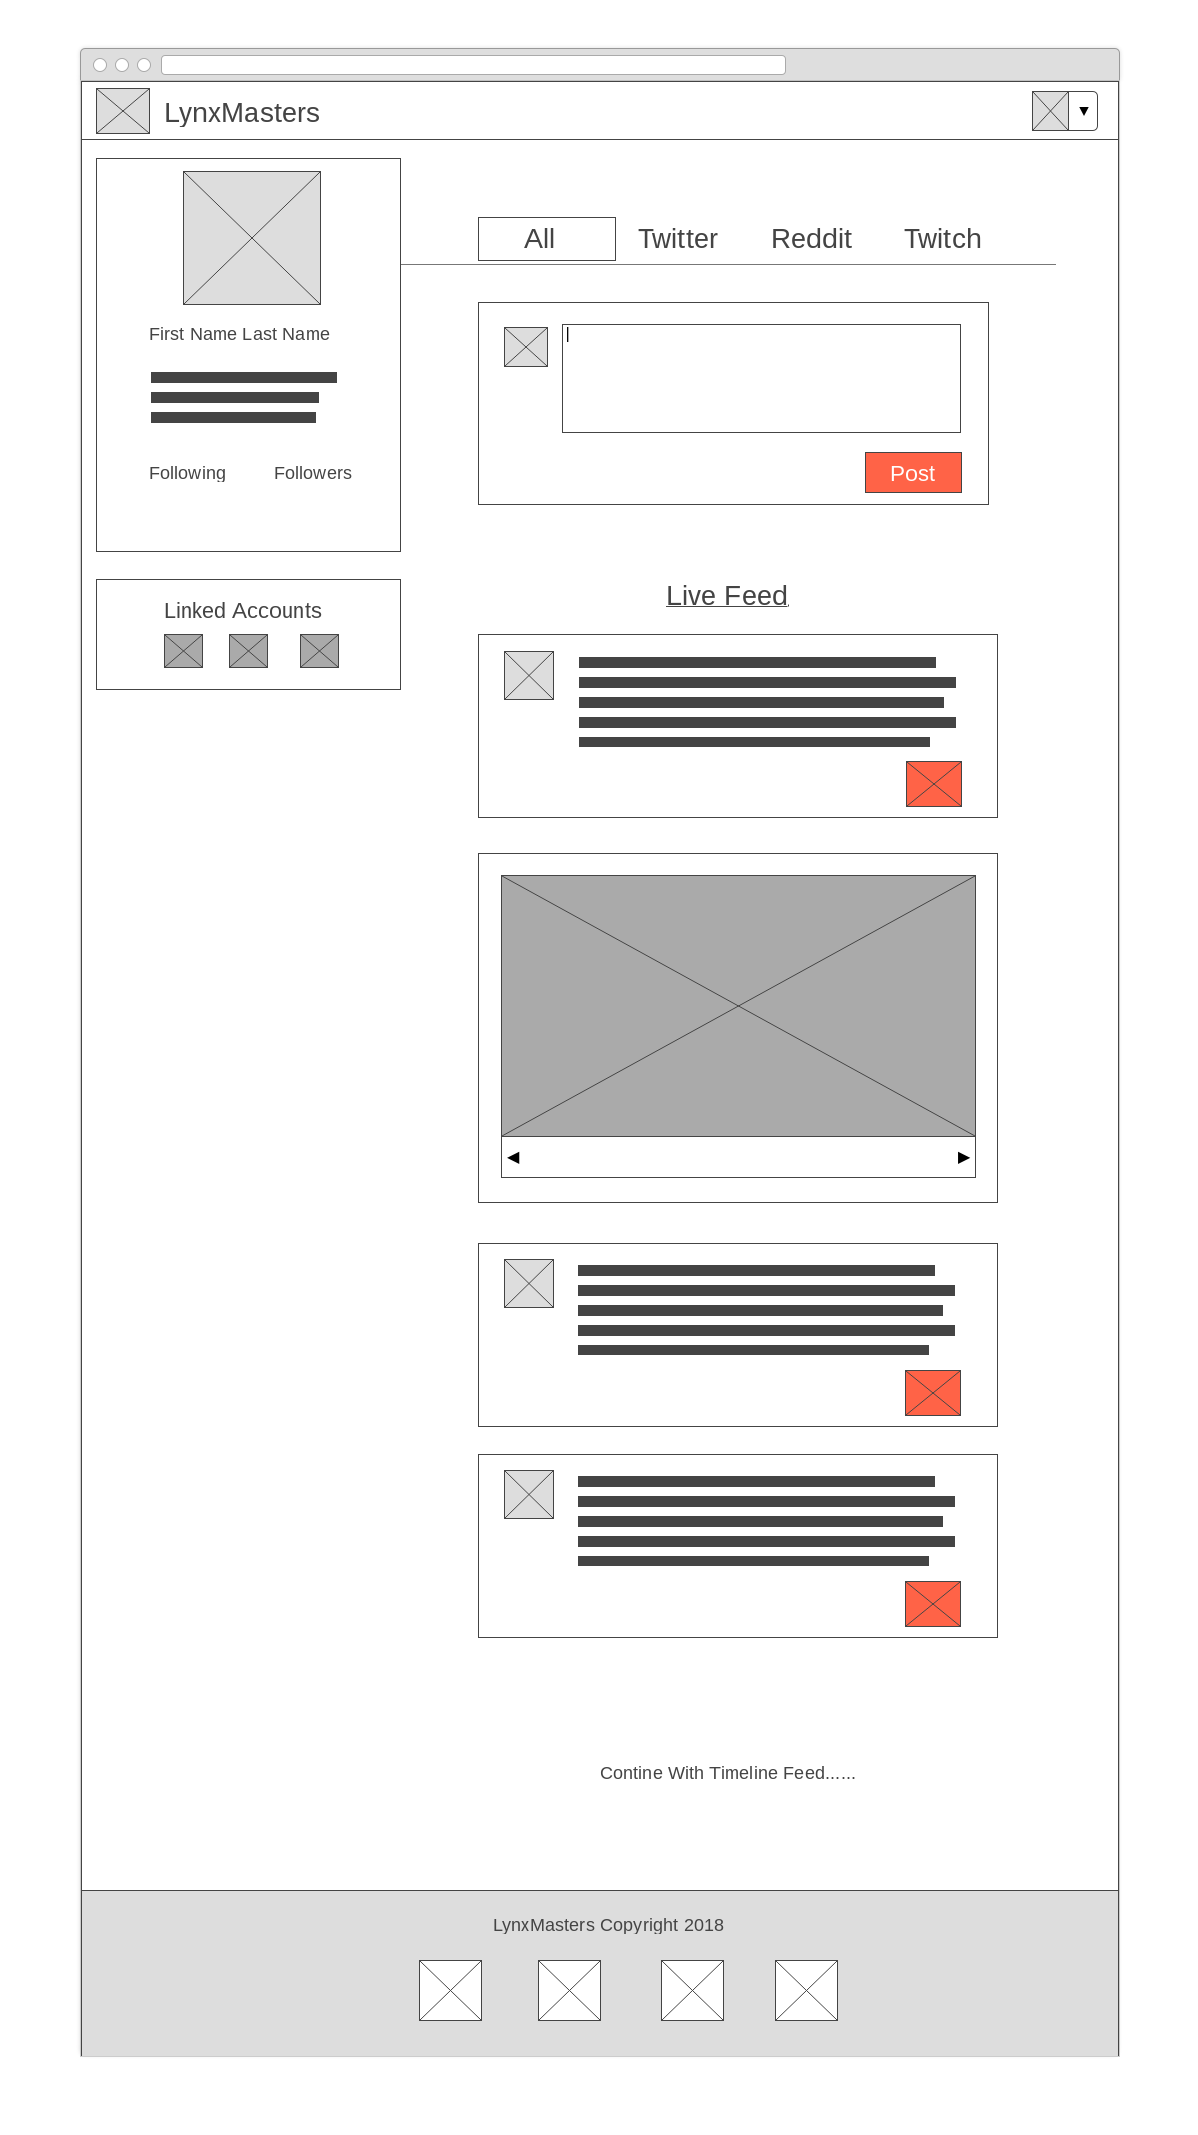 LynxMasters
All Twitter Reddit Twitch
First Name Last Name
Following Followers
Post
Linked Accounts
Live Feed
Contine With Timeline Feed......
LynxMasters Copyright 2018